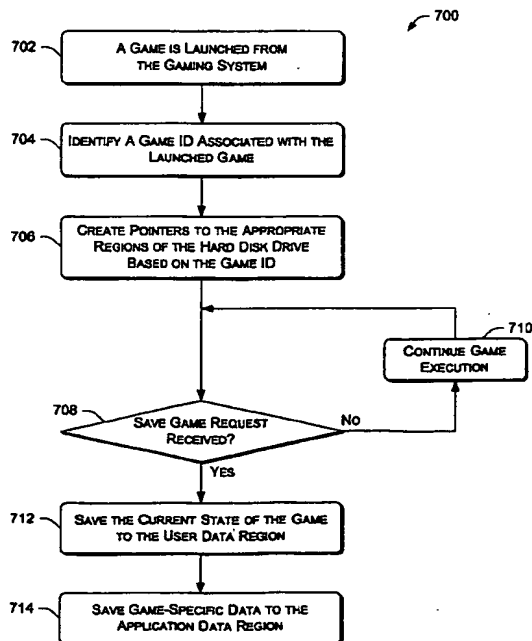 700
702
A GAME IS LAUNCHED FROM
THE GAMING SYSTEM
704
IDENTIFY A GAME ID ASSOCIATED WITH THE
LAUNCHED GAME
706
CREATE POINTERS TO THE APPROPRIATE
REGIONS OF THE HARD DISK DRIVE
BASED ON THE GAME ID
710
CONTINUE GAME
EXECUTION
708
SAVE GAME REQUEST
RECEIVED?
NO
YES
712
SAVE THE CURRENT STATE OF THE GAME
TO THE USER DATA REGION
714
SAVE GAME-SPECIFIC DATA TO THE
APPLICATION DATA REGION